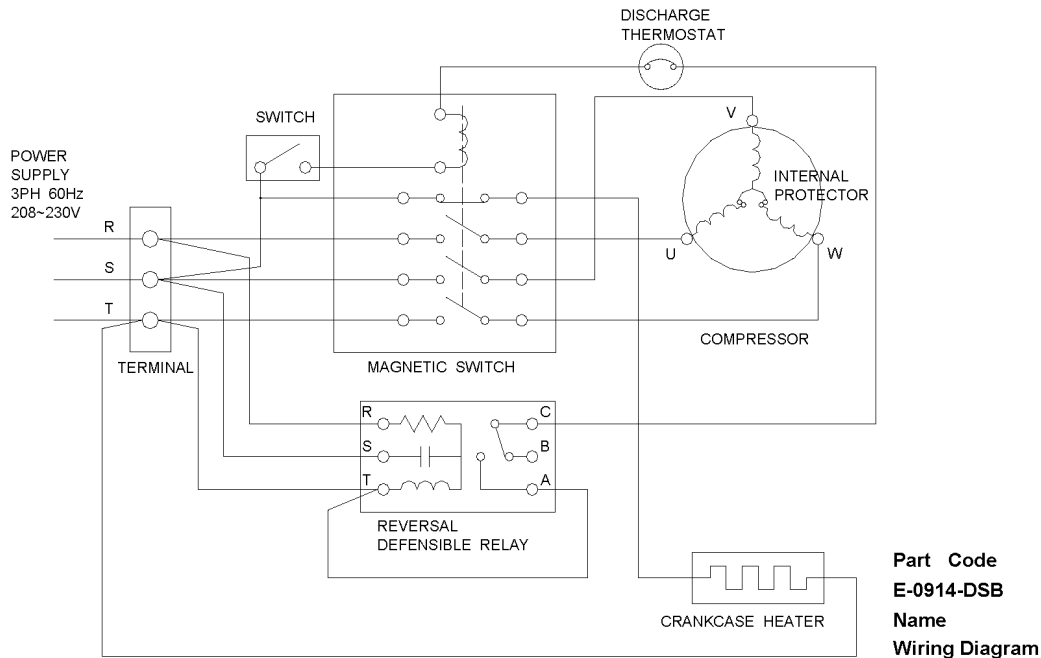 DISCHARGE
THERMOSTAT
SWITCH
V
POWER
SUPPLY
3PH 60Hz
208~230V
INTERNAL
PROTECTOR
R
S
T
U
W
TERMINAL
MAGNETIC SWITCH
COMPRESSOR
R
C
S
B
T
A
REVERSAL
DEFENSIBLE RELAY
CRANKCASE HEATER
Part Code
E-0914-DSB
Name
Wiring Diagram